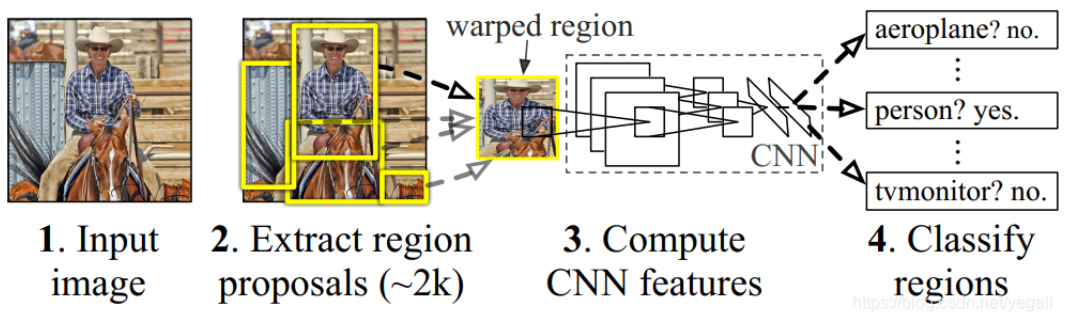 warped region
aeroplane? no.
person? yes.
CNN
tvmonitor? no.
1. Input
image
2. Extract region
proposals (~2k)
3. Compute
CNN features
4. Classify
regions
https://blog.csdn.net/yegeli